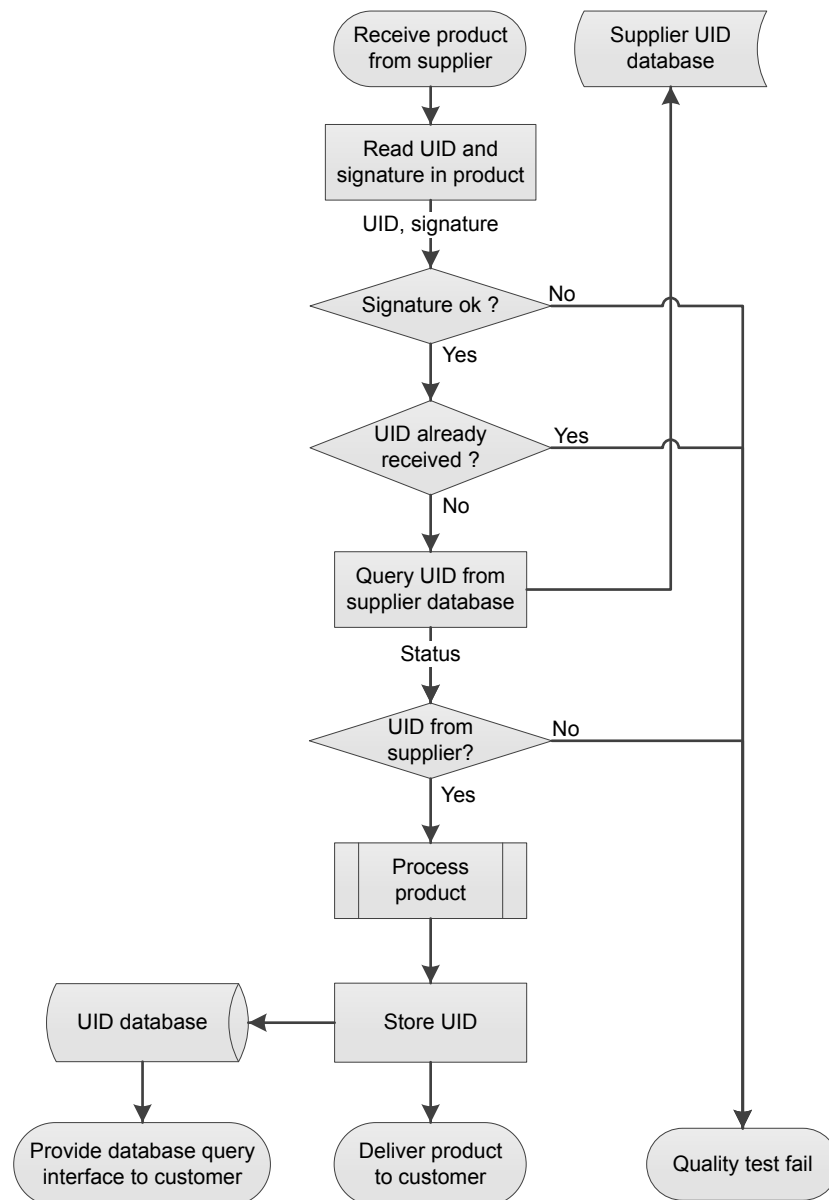 Receive product
from supplier
Supplier UID
database
Read UID and
signature in product
UID, signature
Signature ok ?
No
Yes
UID already
received ?
Yes
No
Query UID from
supplier database
Status
UID from
supplier?
No
Yes
Process
product
UID database
Store UID
Provide database query
interface to customer
Deliver product
to customer
Quality test fail